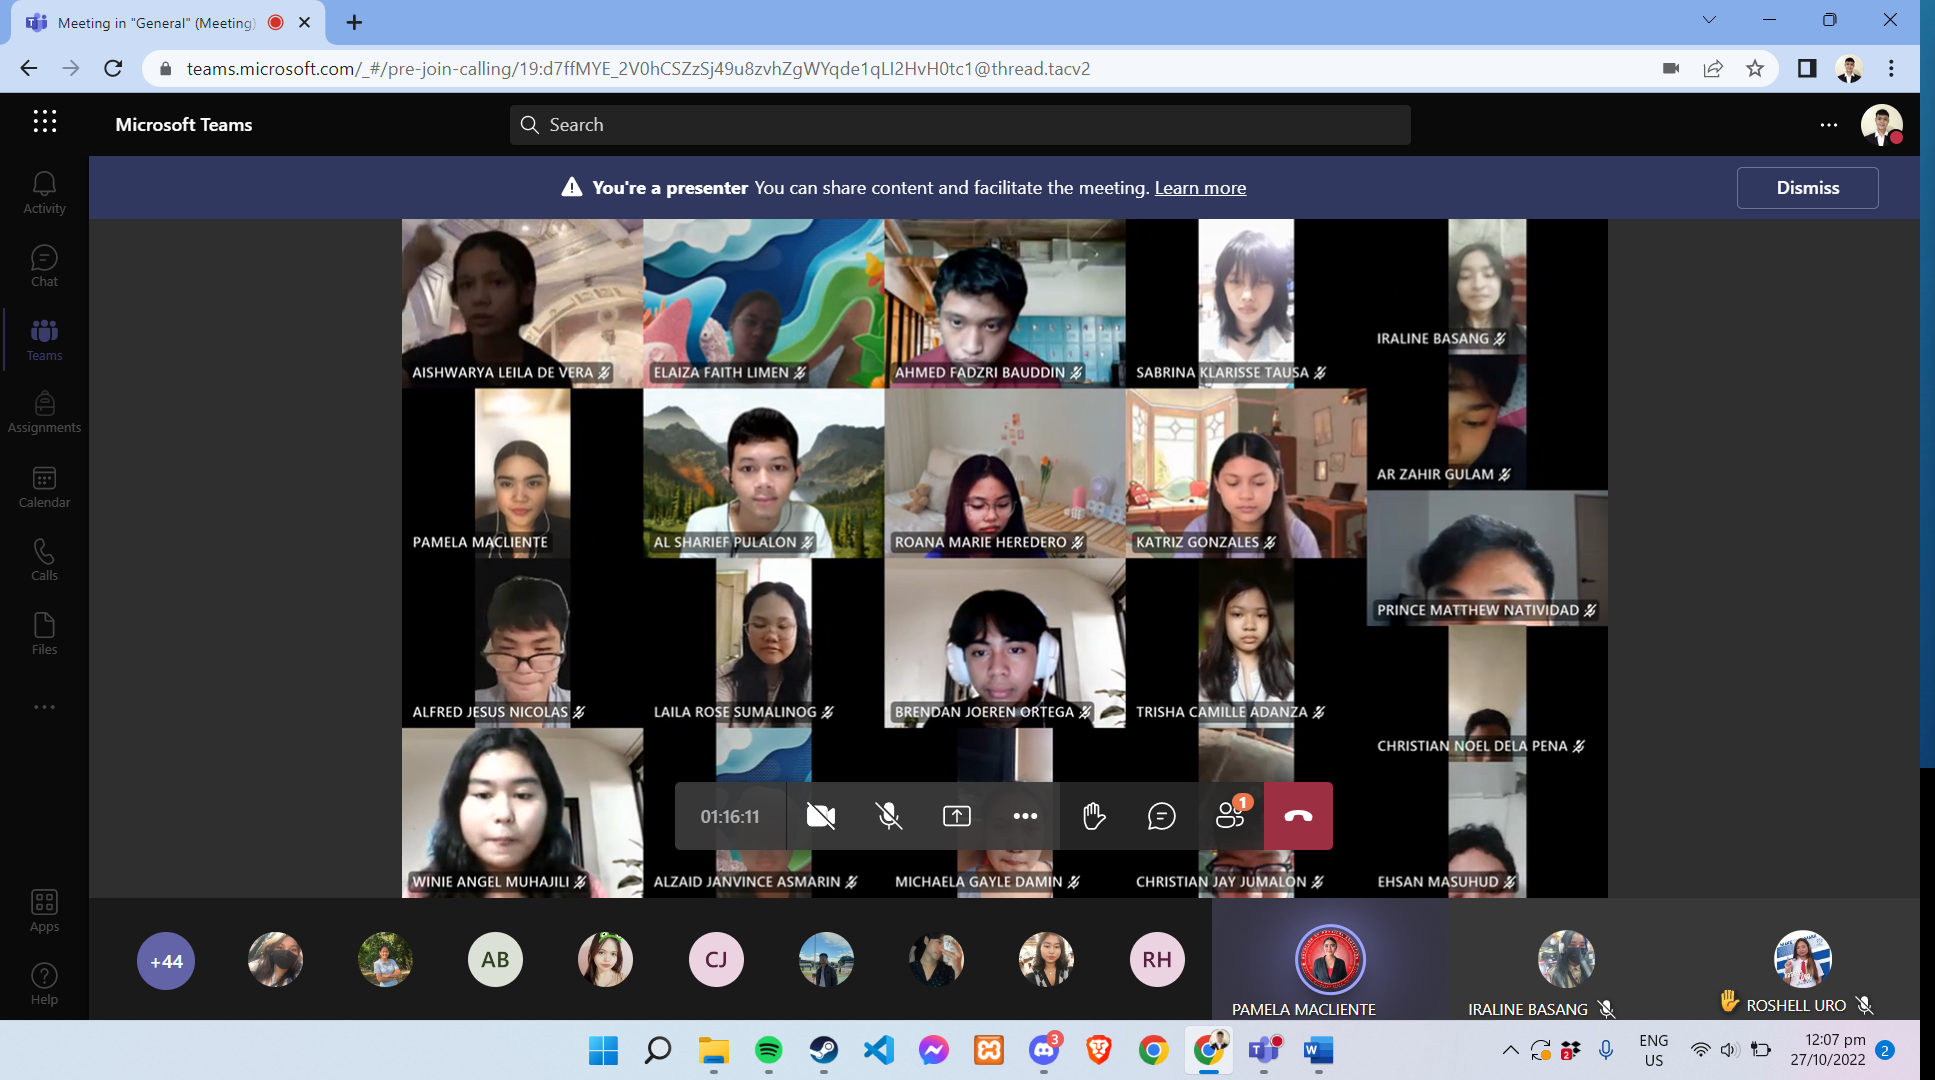 Meeting in "General" (Meeting)
teams.microsoft.com/_#/pre-join-calling/19:d7ffMYE_2V0hCSZzSj49u8zvhZgWYqde1qLI2HvH0tc1@thread.tacv2
Microsoft Teams
Search
You're a presenter You can share content and facilitate the meeting. Learn more
Dismiss
Activity
Chat
Teams
Assignments
Calendar
Calls
Files
Apps
Help
IRALINE BASANG
AISHWARYA LEILA DE VERA
ELAIZA FAITH LIMEN
AHMED FADZRI BAUDDIN
SABRINA KLARISSE TAUSA
AR ZAHIR GULAM
PAMELA MACLIENTE
AL SHARIEF PULALON
ROANA MARIE HEREDERO
KATRIZ GONZALES
PRINCE MATTHEW NATIVIDAD
ALFRED JESUS NICOLAS
LAILA ROSE SUMALINOG
BRENDAN JOEREN ORTEGA
TRISHA CAMILLE ADANZA
CHRISTIAN NOEL DELA PENA
01:16:11
1
WINIE ANGEL MUHAJILI
ALZAID JANVINCE ASMARIN
MICHAELA GAYLE DAMIN
CHRISTIAN JAY JUMALON
EHSAN MASUHUD
+44
AB
CJ
RH
PAMELA MACLIENTE
IRALINE BASANG
ROSHELL URO
3
2
ENG
US
12:07 pm
27/10/2022
2